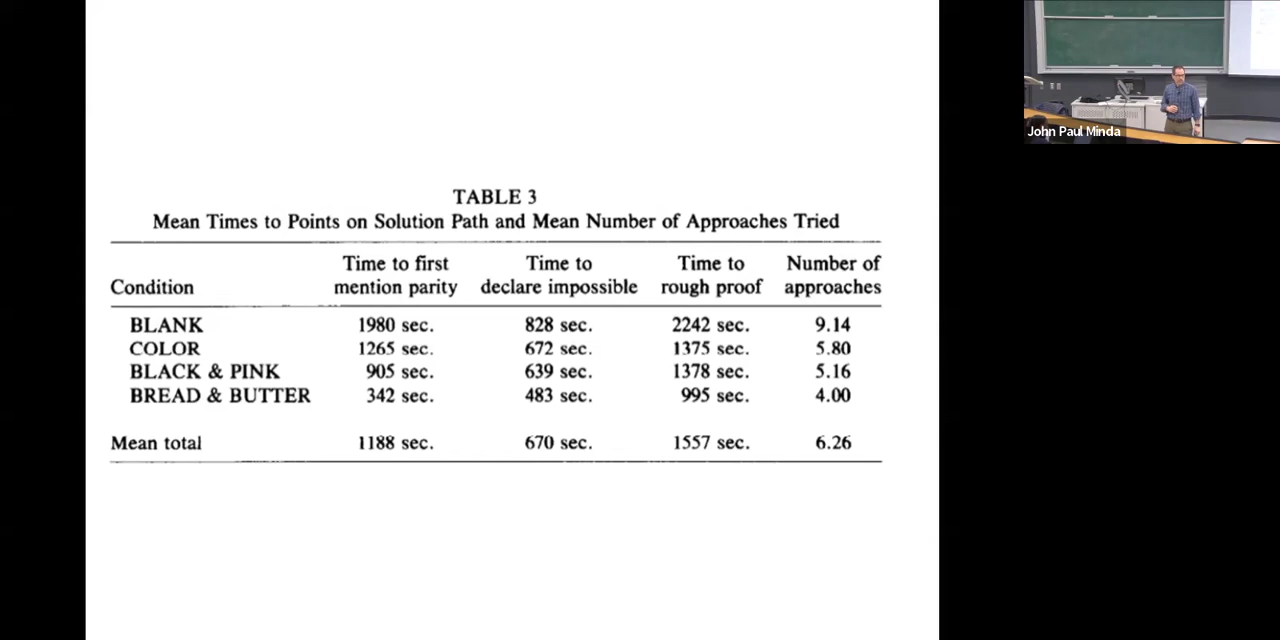 TABLE 3
Mean Times to Points on Solution Path and Mean Number of Approaches Tried
Condition Time to first mention parity Time to declare impossible Time to rough proof Number of approaches
BLANK 1980 sec. 828 sec. 2242 sec. 9.14
COLOR 1265 sec. 672 sec. 1375 sec. 5.80
BLACK & PINK 905 sec. 639 sec. 1378 sec. 5.16
BREAD & BUTTER 342 sec. 483 sec. 995 sec. 4.00
Mean total 1188 sec. 670 sec. 1557 sec. 6.26
John Paul Minda